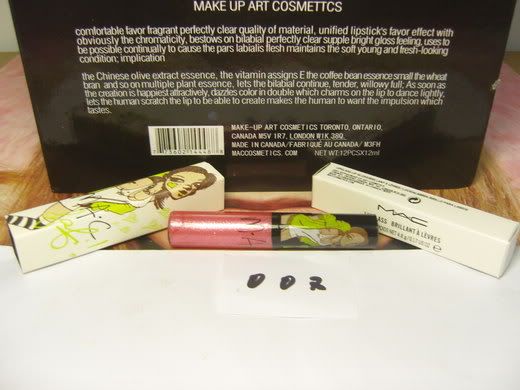 MAKE UP ART COSMETTCS
comfortable favor fragrant perfectly clear quality of material, unified lipstick's favor effect with
obviously the chromaticity, bestows on bilabial perfectly clear supple bright gloss feeling, uses to
be possible continually to cause the pars labialis flesh maintains the soft young and fresh-looking
condition; implication
the Chinese olive extract essence, the vitamin assigns E the coffee bean essence small the wheat
bran and so on multiple plant essence, lets the bilabial continue, tender, willowy full; As soon as
the creation is happiest attractively, dazzles color in double which charms on the lip to dance lightly,
lets the human scratch the lip to be able to create makes the human to want the impulsion which
tastes.
MAKE-UP ART COSMETICS TORONTO, ONTARIO,
CANADA M5V 1R7, LONDON W1K 3BQ.
MADE IN CANADA/FABRIQUÉ AU CANADA / M3FH
MACCOSMETICS.COM NET WT:12PCSX12ml
MAC
BRILLANT À LÈVRES
002